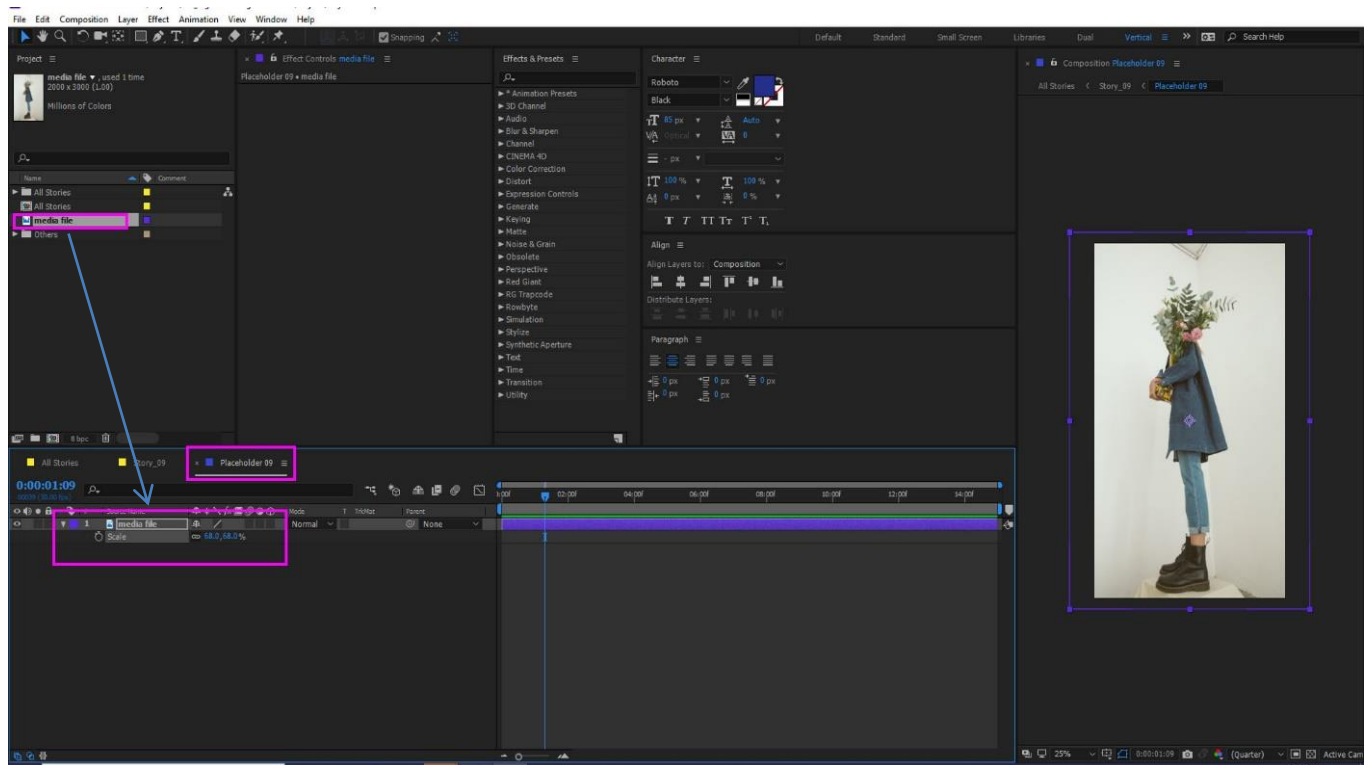 File Edit Composition Layer Effect Animation View Window Help
Snapping
Default Standard Small Screen Libraries Dual Vertical Search Help
Project
media file , used 1 time
2000 x 3000 (1.00)
Millions of Colors
Name Comment
All Stories
All Stories
media file
Others
8 bpc
Effect Controls media file
Placeholder 09 • media file
Effects & Presets
* Animation Presets
3D Channel
Audio
Blur & Sharpen
Channel
CINEMA 4D
Color Correction
Distort
Expression Controls
Generate
Keying
Matte
Noise & Grain
Obsolete
Perspective
Red Giant
RG Trapcode
Rowbyte
Simulation
Stylize
Synthetic Aperture
Text
Time
Transition
Utility
Character
Roboto
Black
85 px Auto
Optical 0
- px
100 % 100 %
0 px 0 %
T T TT Tr T' T,
Align
Align Layers to: Composition
Distribute Layers:
Paragraph
0 px 0 px 0 px
0 px 0 px
Composition Placeholder 09
All Stories Story_09 Placeholder 09
25% 0:00:01:09 (Quarter) Active Cam
All Stories Story_09 Placeholder 09
0:00:01:09
02:00f 04:00f 06:00f 08:00f 10:00f 12:00f 14:00f
Mode T TrkMat Parent
1 media file Normal None
Scale 68.0,68.0%